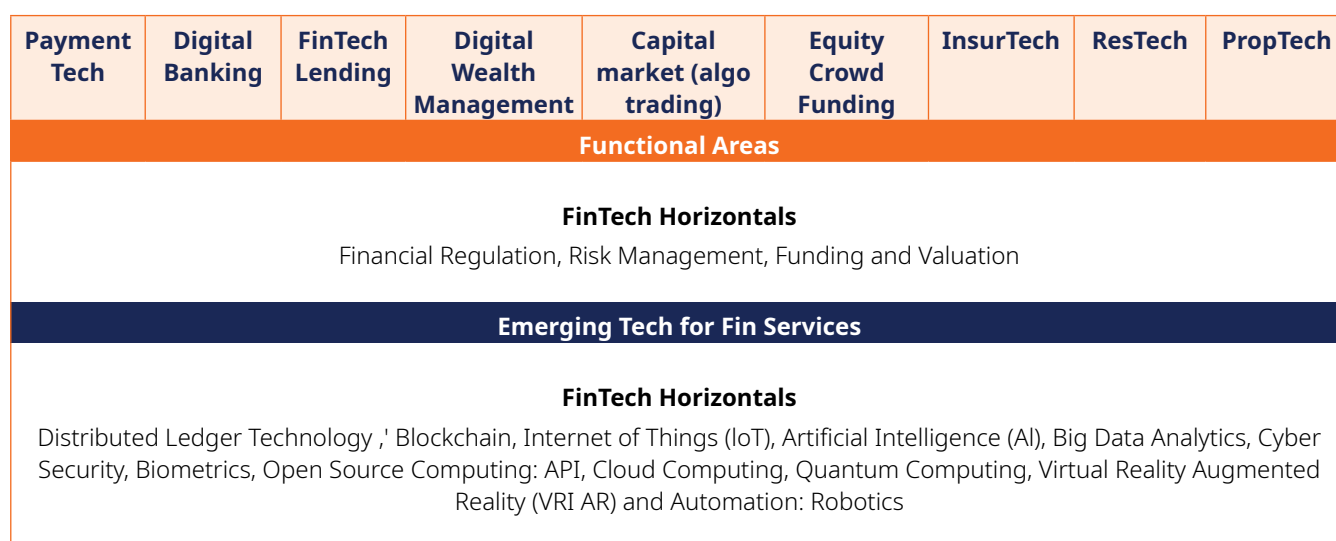 Payment Tech
Digital Banking
FinTech Lending
Digital Wealth Management
Capital market (algo trading)
Equity Crowd Funding
InsurTech
ResTech
PropTech
Functional Areas
FinTech Horizontals
Financial Regulation, Risk Management, Funding and Valuation
Emerging Tech for Fin Services
FinTech Horizontals
Distributed Ledger Technology ,' Blockchain, Internet of Things (loT), Artificial Intelligence (Al), Big Data Analytics, Cyber
Security, Biometrics, Open Source Computing: API, Cloud Computing, Quantum Computing, Virtual Reality Augmented
Reality (VRI AR) and Automation: Robotics